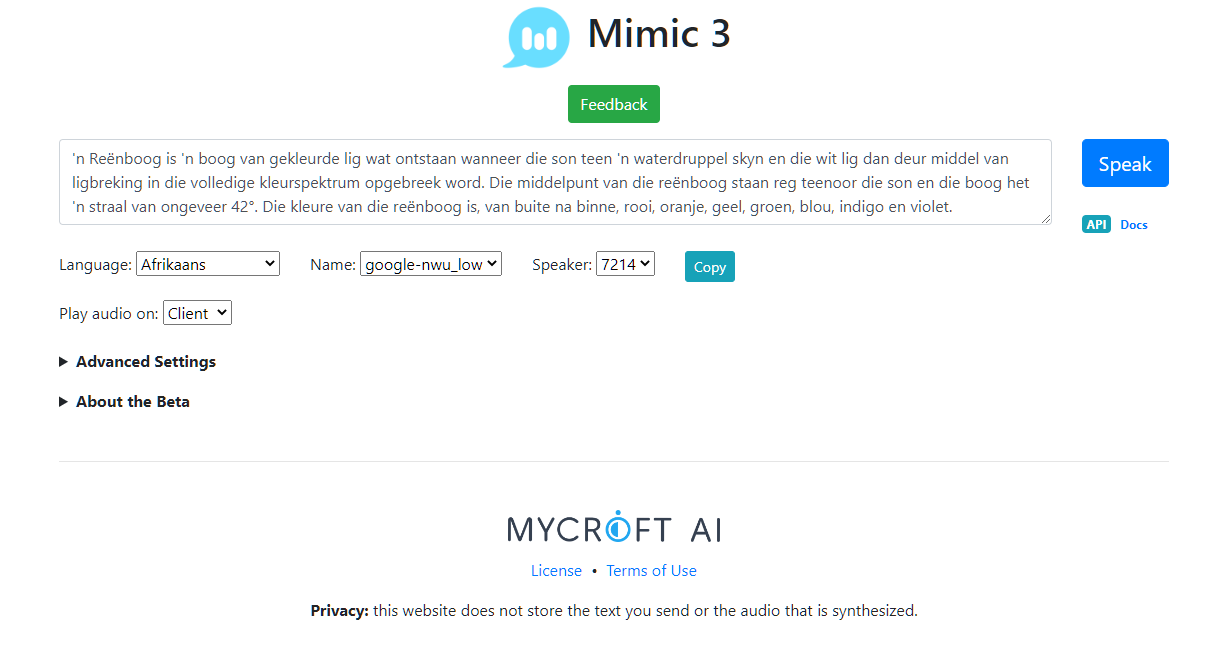 Mimic 3
Feedback
'n Reënboog is 'n boog van gekleurde lig wat ontstaan wanneer die son teen 'n waterdruppel skyn en die wit lig dan deur middel van
ligbreking in die volledige kleurspektrum opgebreek word. Die middelpunt van die reënboog staan reg teenoor die son en die boog het
'n straal van ongeveer 42°. Die kleure van die reënboog is, van buite na binne, rooi, oranje, geel, groen, blou, indigo en violet.
Speak
API Docs
Language: Afrikaans Name: google-nwu_low Speaker: 7214 Copy
Play audio on: Client
Advanced Settings
About the Beta
MYCROFT AI
License • Terms of Use
Privacy: this website does not store the text you send or the audio that is synthesized.